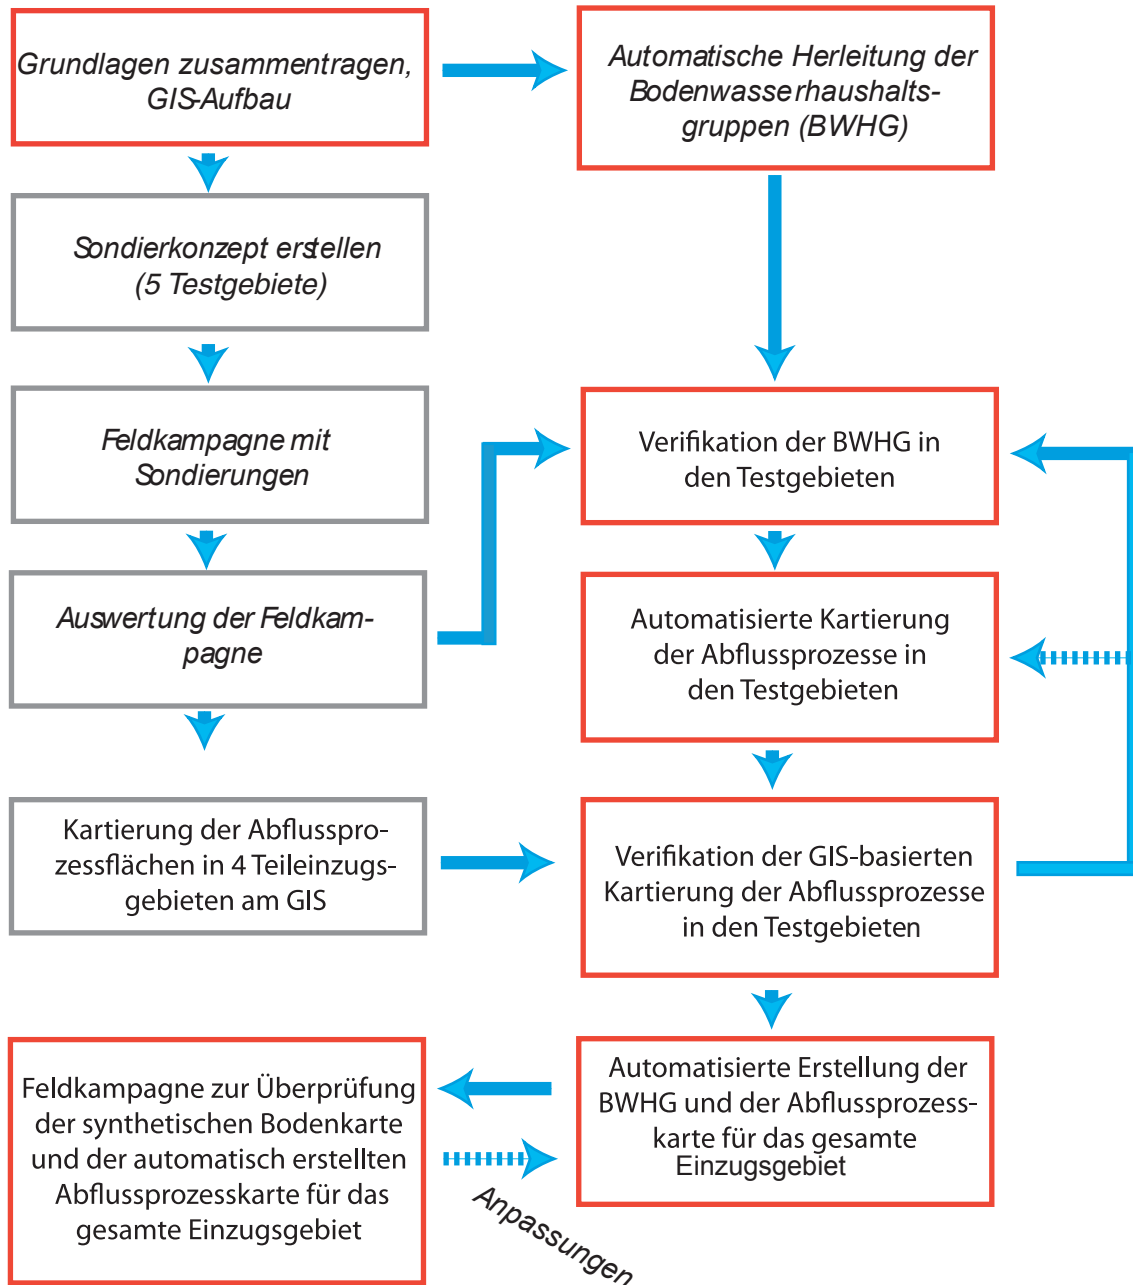 Grundlagen zusammentragen,
GIS-Aufbau
Automatische Herleitung der
Bodenwasserhaushalts-
gruppen (BWHG)
Sondierkonzept erstellen
(5 Testgebiete)
Feldkampagne mit
Sondierungen
Verifikation der BWHG in
den Testgebieten
Auswertung der Feldkam-
pagne
Automatisierte Kartierung
der Abflussprozesse in
den Testgebieten
Kartierung der Abflusspro-
zessflächen in 4 Teileinzugs-
gebieten am GIS
Verifikation der GIS-basierten
Kartierung der Abflussprozesse
in den Testgebieten
Feldkampagne zur Überprüfung
der synthetischen Bodenkarte
und der automatisch erstellten
Abflussprozesskarte für das
gesamte Einzugsgebiet
Automatisierte Erstellung der
BWHG und der Abflussprozess-
karte für das gesamte
Einzugsgebiet
Anpassungen